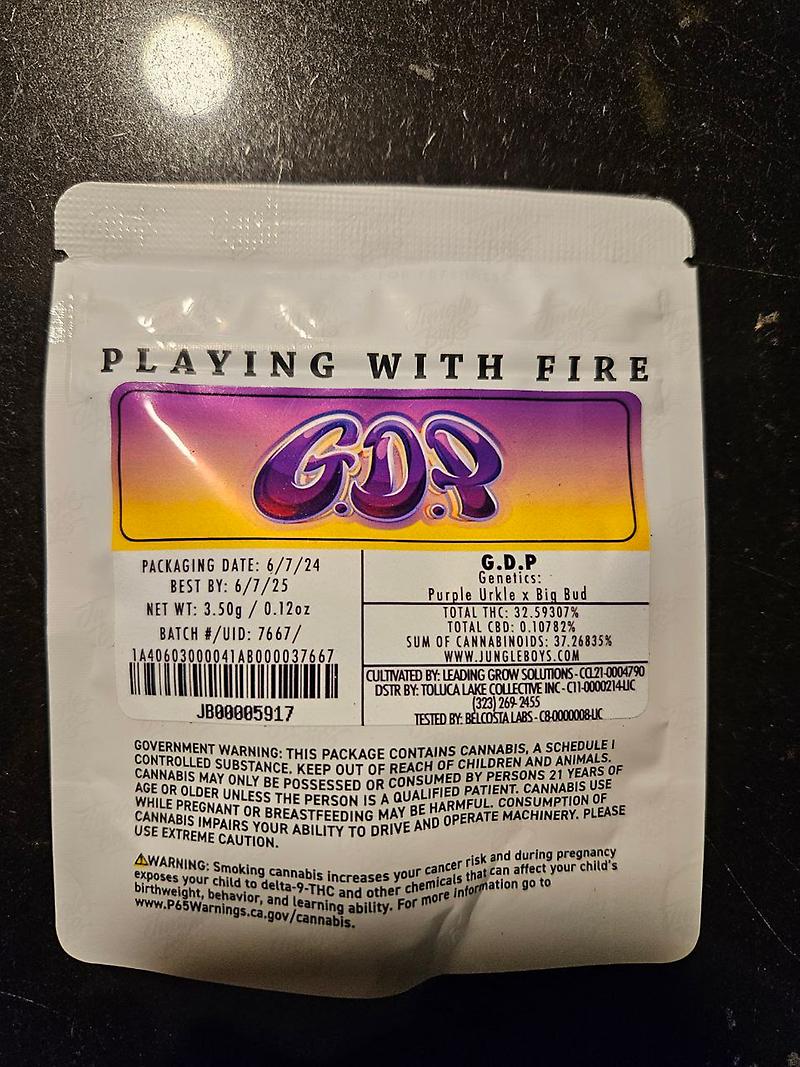 PLAYING WITH FIRE
G.D.P
PACKAGING DATE: 6/7/24
BEST BY: 6/7/25
NET WT: 3.50g / 0.12oz
BATCH #/UID: 7667/
1A40603000041AB000037667
JB00005917
G.D.P
Genetics:
Purple Urkle x Big Bud
TOTAL THC: 32.59307%
TOTAL CBD: 0.10782%
SUM OF CANNABINOIDS: 37.26835%
WWW.JUNGLEBOYS.COM
CULTIVATED BY: LEADING GROW SOLUTIONS - CCL21-0004790
DSTR BY: TOLUCA LAKE COLLECTIVE INC - C11-0000214-LIC
(323) 269-2455
TESTED BY: BELCOSTA LABS - C8-0000008-LIC
GOVERNMENT WARNING: THIS PACKAGE CONTAINS CANNABIS, A SCHEDULE I
CONTROLLED SUBSTANCE. KEEP OUT OF REACH OF CHILDREN AND ANIMALS.
CANNABIS MAY ONLY BE POSSESSED OR CONSUMED BY PERSONS 21 YEARS OF
AGE OR OLDER UNLESS THE PERSON IS A QUALIFIED PATIENT. CANNABIS USE
WHILE PREGNANT OR BREASTFEEDING MAY BE HARMFUL. CONSUMPTION OF
CANNABIS IMPAIRS YOUR ABILITY TO DRIVE AND OPERATE MACHINERY. PLEASE
USE EXTREME CAUTION.
⚠WARNING: Smoking cannabis increases your cancer risk and during pregnancy
exposes your child to delta-9-THC and other chemicals that can affect your child's
birthweight, behavior, and learning ability. For more information go to
www.P65Warnings.ca.gov/cannabis.